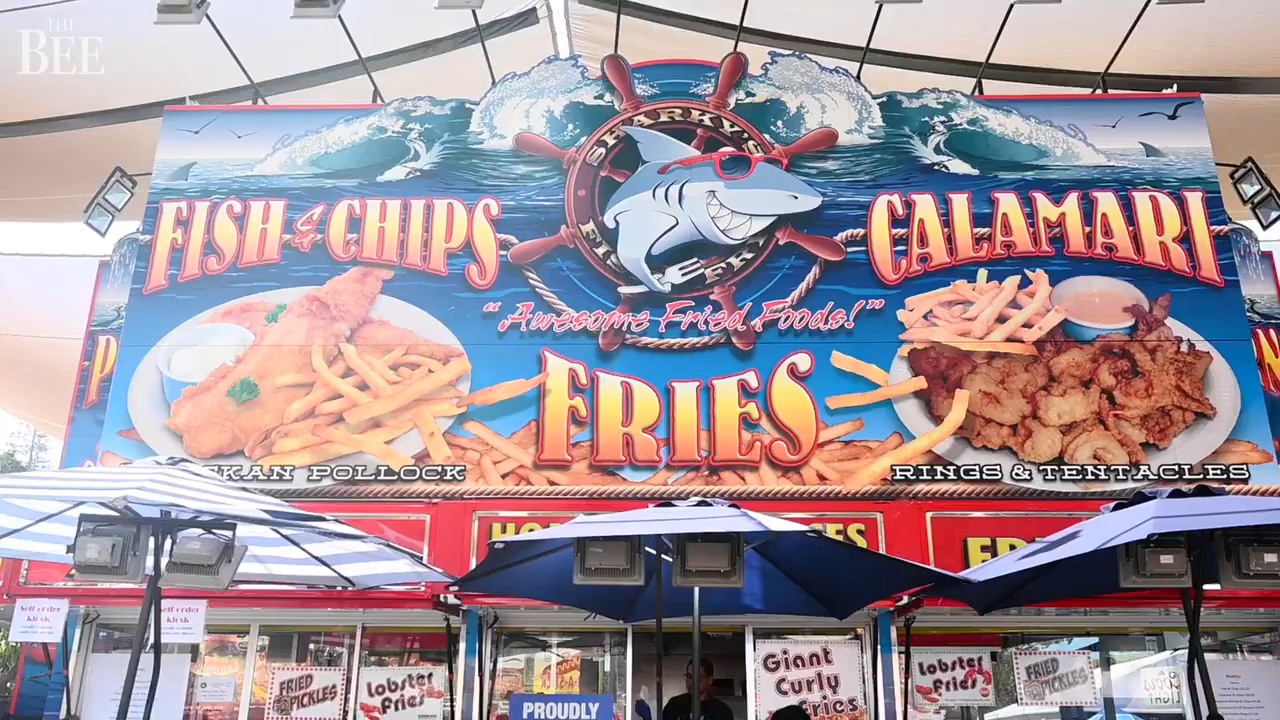 THE
BEE
SHARKY'S
FISH & CHIPS
CALAMARI
"Awesome Fried Foods!"
FRIES
SKAN POLLOCK
RINGS & TENTACLES
Self order
kiosk
Self order
kiosk
FRIED
PICKLES
Lobster
fries
PROUDLY
Giant
Curly
Fries
Lobster
fries
FRIED
PICKLES